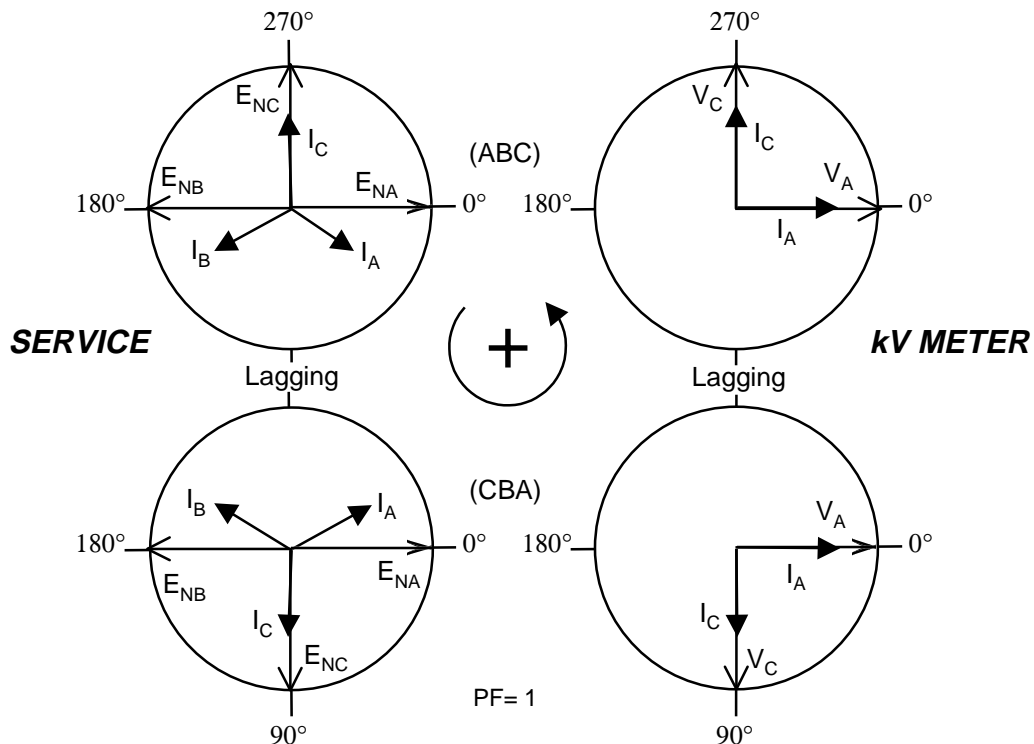 270°
270°
E_NC
V_C
I_C
I_C
(ABC)
E_NB
E_NA
V_A
180°
0°
180°
0°
I_B
I_A
I_A
SERVICE
+
kV METER
Lagging
Lagging
(CBA)
I_B
I_A
V_A
180°
0°
180°
0°
E_NB
E_NA
I_A
I_C
I_C
E_NC
V_C
PF= 1
90°
90°